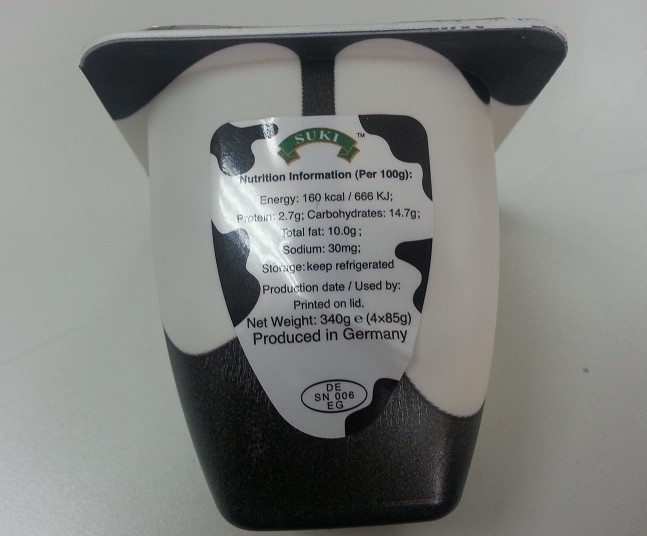 SUKI TM
Nutrition Information (Per 100g):
Energy: 160 kcal / 666 KJ;
Protein: 2.7g; Carbohydrates: 14.7g;
Total fat: 10.0g;
Sodium: 30mg;
Storage:keep refrigerated
Production date / Used by:
Printed on lid.
Net Weight: 340g ℮ (4x85g)
Produced in Germany
DE
SN 006
EG